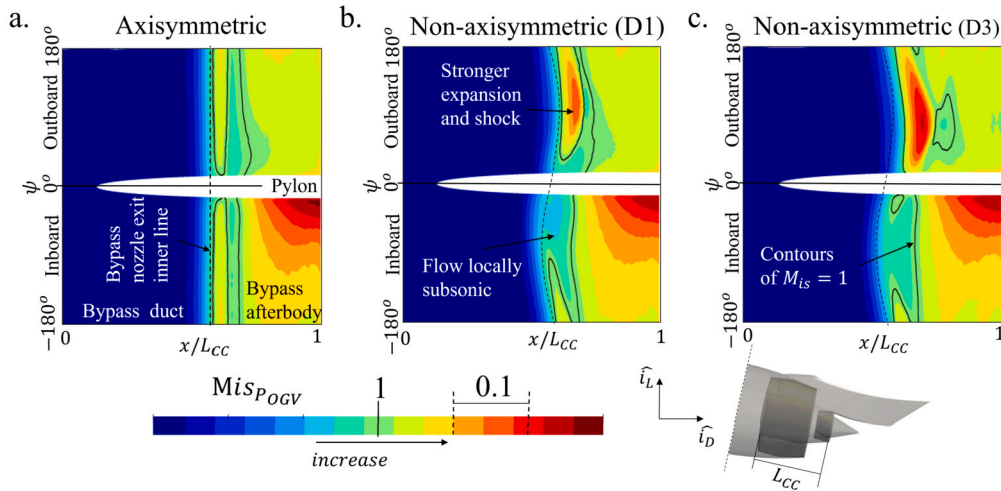 a.
Axisymmetric
180°
Outboard
ψ
0°
Inboard
−180°
Pylon
Bypass
nozzle exit
inner line
Bypass duct
Bypass
afterbody
0
x/L_CC
1
b.
Non-axisymmetric (D1)
180°
Outboard
ψ
0°
Inboard
−180°
Stronger
expansion
and shock
Flow locally
subsonic
0
x/L_CC
1
c.
Non-axisymmetric (D3)
180°
Outboard
ψ
0°
Inboard
−180°
Contours
of M_is = 1
0
x/L_CC
1
Mis_P_OGV
1
0.1
increase
î_L
î_D
L_CC